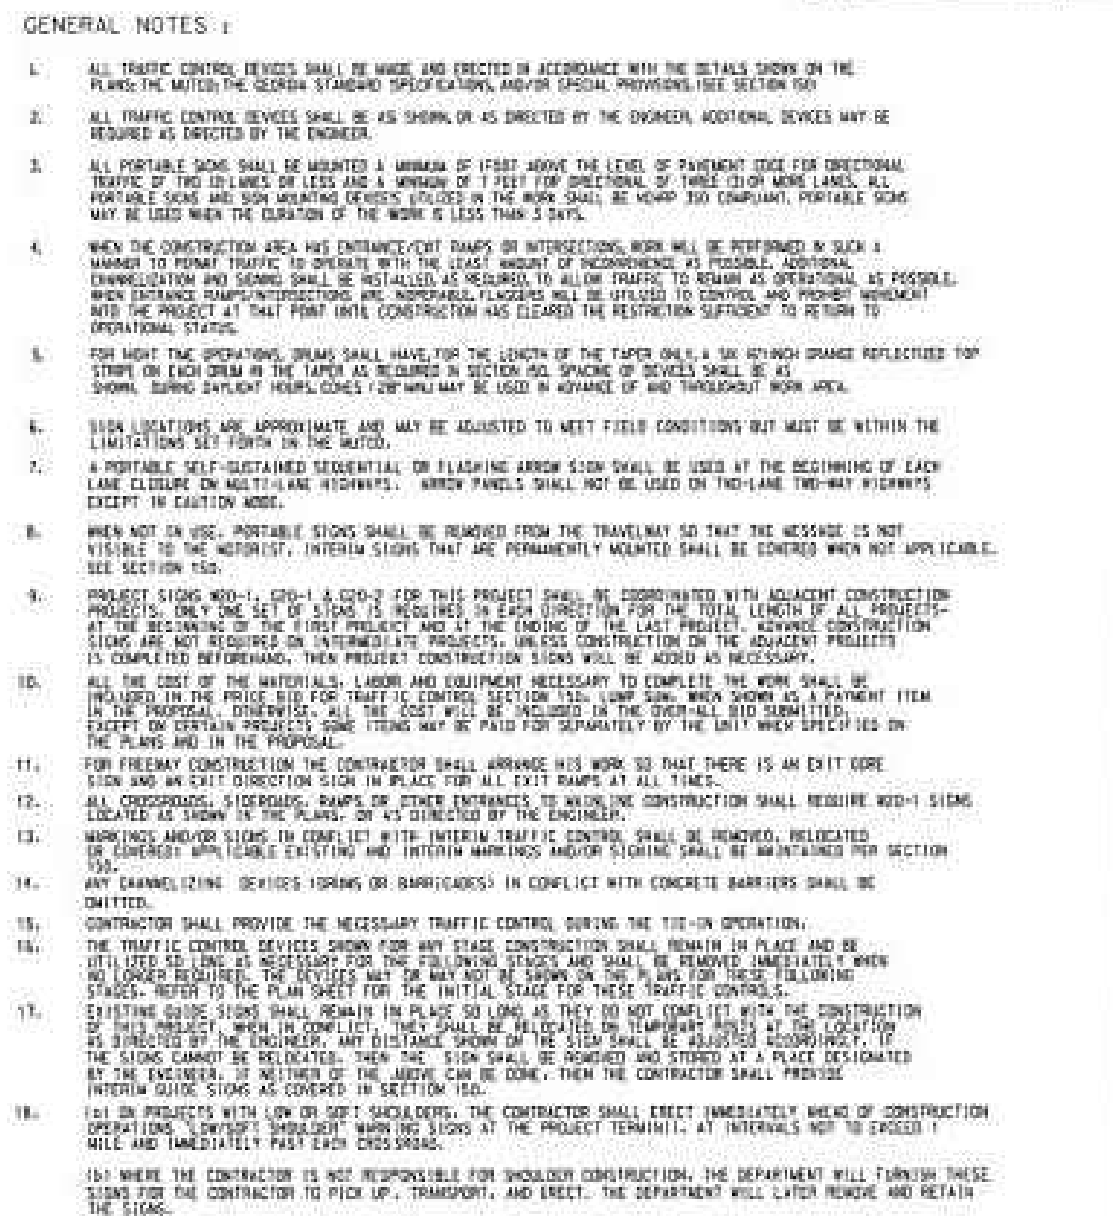 GENERAL NOTES :
1. ALL TRAFFIC CONTROL DEVICES SHALL BE MADE AND ERECTED IN ACCORDANCE WITH THE DETAILS SHOWN ON THE
PLANS; THE MUTCD; THE GEORGIA STANDARD SPECIFICATIONS, AND/OR SPECIAL PROVISIONS. (SEE SECTION 150)
2. ALL TRAFFIC CONTROL DEVICES SHALL BE AS SHOWN, OR AS DIRECTED BY THE ENGINEER, ADDITIONAL DEVICES MAY BE
REQUIRED AS DIRECTED BY THE ENGINEER.
3. ALL PORTABLE SIGNS SHALL BE MOUNTED A MINIMUM OF 1 FOOT ABOVE THE LEVEL OF PAVEMENT EDGE FOR DIRECTIONAL
TRAFFIC OF TWO (2) LANES OR LESS AND A MINIMUM OF 7 FEET FOR DIRECTIONAL OF THREE (3) OR MORE LANES. ALL
PORTABLE SIGNS AND SIGN MOUNTING DEVICES UTILIZED IN THE WORK SHALL BE NCHRP 350 COMPLIANT. PORTABLE SIGNS
MAY BE USED WHEN THE DURATION OF THE WORK IS LESS THAN 3 DAYS.
4. WHEN THE CONSTRUCTION AREA HAS ENTRANCE/EXIT RAMPS OR INTERSECTIONS, WORK WILL BE PERFORMED IN SUCH A
MANNER TO PERMIT TRAFFIC TO OPERATE WITH THE LEAST AMOUNT OF INCONVENIENCE AS POSSIBLE. ADDITIONAL
CHANNELIZATION AND SIGNING SHALL BE INSTALLED, AS REQUIRED, TO ALLOW TRAFFIC TO REMAIN AS OPERATIONAL AS POSSIBLE.
WHEN ENTRANCE RAMPS/INTERSECTIONS ARE INOPERABLE, FLAGGERS WILL BE UTILIZED TO CONTROL AND PROHIBIT MOVEMENT
INTO THE PROJECT AT THAT POINT UNTIL CONSTRUCTION HAS CLEARED THE RESTRICTION SUFFICIENT TO RETURN TO
OPERATIONAL STATUS.
5. FOR NIGHT TIME OPERATIONS, DRUMS SHALL HAVE, FOR THE LENGTH OF THE TAPER ONLY, A SIX INCH ORANGE REFLECTIZED TOP
STRIPE ON EACH DRUM IN THE TAPER AS REQUIRED IN SECTION 150. SPACING OF DEVICES SHALL BE AS
SHOWN. DURING DAYLIGHT HOURS, CONES (28" MIN.) MAY BE USED IN ADVANCE OF AND THROUGHOUT WORK AREA.
6. SIGN LOCATIONS ARE APPROXIMATE AND MAY BE ADJUSTED TO MEET FIELD CONDITIONS BUT MUST BE WITHIN THE
LIMITATIONS SET FORTH IN THE MUTCD.
7. A PORTABLE SELF-SUSTAINED SEQUENTIAL OR FLASHING ARROW SIGN SHALL BE USED AT THE BEGINNING OF EACH
LANE CLOSURE ON MULTI-LANE HIGHWAYS. ARROW PANELS SHALL NOT BE USED ON TWO-LANE TWO-WAY HIGHWAYS
EXCEPT IN CAUTION MODE.
8. WHEN NOT IN USE, PORTABLE SIGNS SHALL BE REMOVED FROM THE TRAVELWAY SO THAT THE MESSAGE IS NOT
VISIBLE TO THE MOTORIST. INTERIM SIGNS THAT ARE PERMANENTLY MOUNTED SHALL BE COVERED WHEN NOT APPLICABLE.
SEE SECTION 150.
9. PROJECT SIGNS W20-1, G20-1 & G20-2 FOR THIS PROJECT SHALL BE COORDINATED WITH ADJACENT CONSTRUCTION
PROJECTS. ONLY ONE SET OF SIGNS IS REQUIRED IN EACH DIRECTION FOR THE TOTAL LENGTH OF ALL PROJECTS-
AT THE BEGINNING OF THE FIRST PROJECT AND AT THE ENDING OF THE LAST PROJECT. ADVANCE CONSTRUCTION
SIGNS ARE NOT REQUIRED ON INTERMEDIATE PROJECTS. UNLESS CONSTRUCTION ON THE ADJACENT PROJECTS
IS COMPLETED BEFOREHAND, THEN PROJECT CONSTRUCTION SIGNS WILL BE ADDED AS NECESSARY.
10. ALL THE COST OF THE MATERIALS, LABOR AND EQUIPMENT NECESSARY TO COMPLETE THE WORK SHALL BE
INCLUDED IN THE PRICE BID FOR TRAFFIC CONTROL SECTION 150, LUMP SUM, WHEN SHOWN AS A PAYMENT ITEM
IN THE PROPOSAL, OTHERWISE, ALL THE COST WILL BE INCLUDED IN THE OVER-ALL BID SUBMITTED.
EXCEPT ON CERTAIN PROJECTS SOME ITEMS MAY BE PAID FOR SEPARATELY BY THE UNIT WHEN SPECIFIED ON
THE PLANS AND IN THE PROPOSAL.
11. FOR FREEWAY CONSTRUCTION THE CONTRACTOR SHALL ARRANGE HIS WORK SO THAT THERE IS AN EXIT GORE
SIGN AND AN EXIT DIRECTION SIGN IN PLACE FOR ALL EXIT RAMPS AT ALL TIMES.
12. ALL CROSSROADS, SIDEROADS, RAMPS OR OTHER ENTRANCES TO MAINLINE CONSTRUCTION SHALL REQUIRE W20-1 SIGNS
LOCATED AS SHOWN IN THE PLANS, OR AS DIRECTED BY THE ENGINEER.
13. MARKINGS AND/OR SIGNS IN CONFLICT WITH INTERIM TRAFFIC CONTROL SHALL BE REMOVED, RELOCATED
OR COVERED; APPLICABLE EXISTING AND INTERIM MARKINGS AND/OR SIGNING SHALL BE MAINTAINED PER SECTION
150.
14. ANY CHANNELIZING DEVICES (DRUMS OR BARRICADES) IN CONFLICT WITH CONCRETE BARRIERS SHALL BE
OMITTED.
15. CONTRACTOR SHALL PROVIDE THE NECESSARY TRAFFIC CONTROL DURING THE TIE-IN OPERATION.
16. THE TRAFFIC CONTROL DEVICES SHOWN FOR ANY STAGE CONSTRUCTION SHALL REMAIN IN PLACE AND BE
UTILIZED SO LONG AS NECESSARY FOR THE FOLLOWING STAGES AND SHALL BE REMOVED IMMEDIATELY WHEN
NO LONGER REQUIRED. THE DEVICES MAY OR MAY NOT BE SHOWN ON THE PLANS FOR THESE FOLLOWING
STAGES. REFER TO THE PLAN SHEET FOR THE INITIAL STAGE FOR THESE TRAFFIC CONTROLS.
17. EXISTING GUIDE SIGNS SHALL REMAIN IN PLACE SO LONG AS THEY DO NOT CONFLICT WITH THE CONSTRUCTION
OF THIS PROJECT. WHEN IN CONFLICT, THEY SHALL BE RELOCATED ON TEMPORARY POSTS AT THE LOCATION
AS DIRECTED BY THE ENGINEER. ANY DISTANCE SHOWN ON THE SIGN SHALL BE ADJUSTED ACCORDINGLY. IF
THE SIGNS CANNOT BE RELOCATED, THEN THE SIGN SHALL BE REMOVED AND STORED AT A PLACE DESIGNATED
BY THE ENGINEER. IF NEITHER OF THE ABOVE CAN BE DONE, THEN THE CONTRACTOR SHALL PROVIDE
INTERIM GUIDE SIGNS AS COVERED IN SECTION 150.
18. (a) ON PROJECTS WITH LOW OR SOFT SHOULDERS, THE CONTRACTOR SHALL ERECT IMMEDIATELY AHEAD OF CONSTRUCTION
OPERATIONS "LOW/SOFT SHOULDER" WARNING SIGNS AT THE PROJECT TERMINII, AT INTERVALS NOT TO EXCEED 1
MILE AND IMMEDIATELY PAST EACH CROSSROAD.
(b) WHERE THE CONTRACTOR IS NOT RESPONSIBLE FOR SHOULDER CONSTRUCTION, THE DEPARTMENT WILL FURNISH THESE
SIGNS FOR THE CONTRACTOR TO PICK UP, TRANSPORT, AND ERECT. THE DEPARTMENT WILL LATER REMOVE AND RETAIN
THE SIGNS.